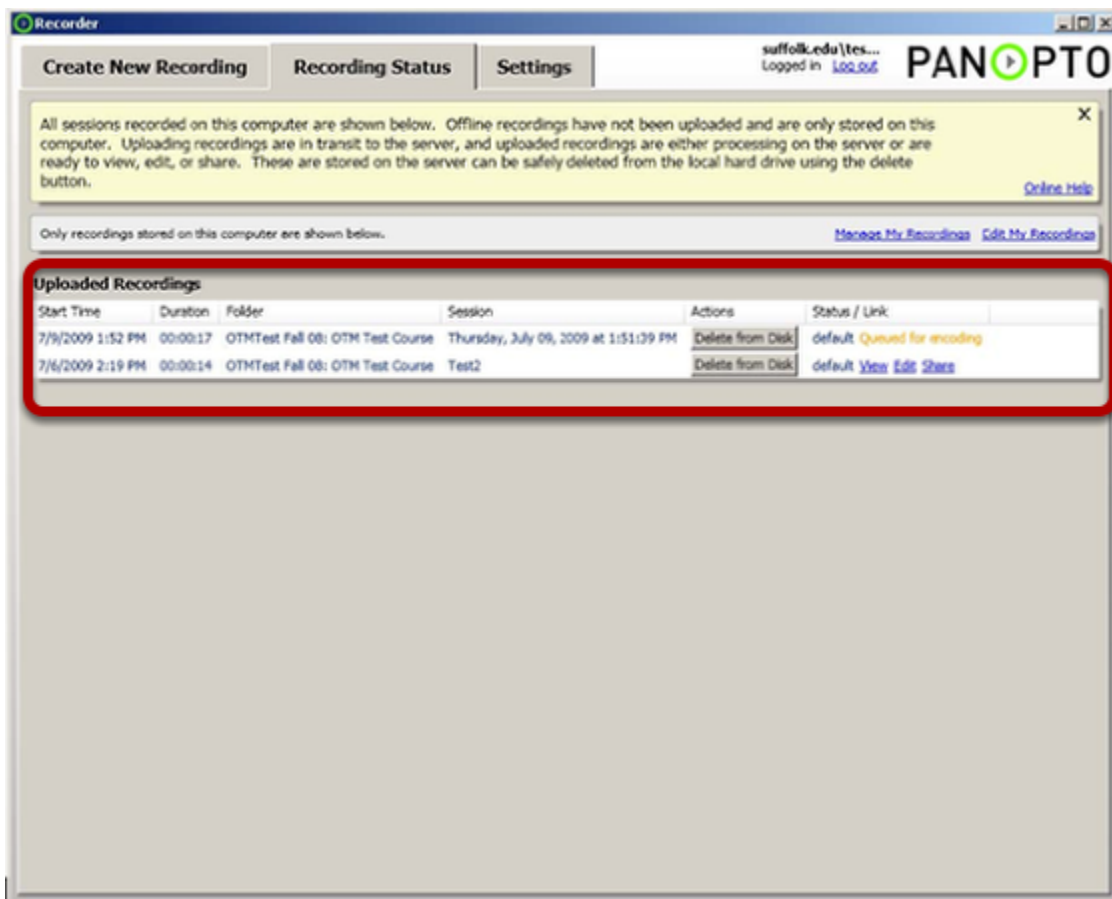 Recorder
Create New Recording Recording Status Settings
suffolk.edu\tes...
Logged in Log out
PANOPTO
All sessions recorded on this computer are shown below. Offline recordings have not been uploaded and are only stored on this
computer. Uploading recordings are in transit to the server, and uploaded recordings are either processing on the server or are
ready to view, edit, or share. These are stored on the server can be safely deleted from the local hard drive using the delete
button.
X
Online Help
Only recordings stored on this computer are shown below. Manage My Recordings Edit My Recordings
Uploaded Recordings
Start Time Duration Folder Session Actions Status / Link
7/9/2009 1:52 PM 00:00:17 OTMTest Fall 08: OTM Test Course Thursday, July 09, 2009 at 1:51:39 PM Delete from Disk default Queued for encoding
7/6/2009 2:19 PM 00:00:14 OTMTest Fall 08: OTM Test Course Test2 Delete from Disk default View Edit Share